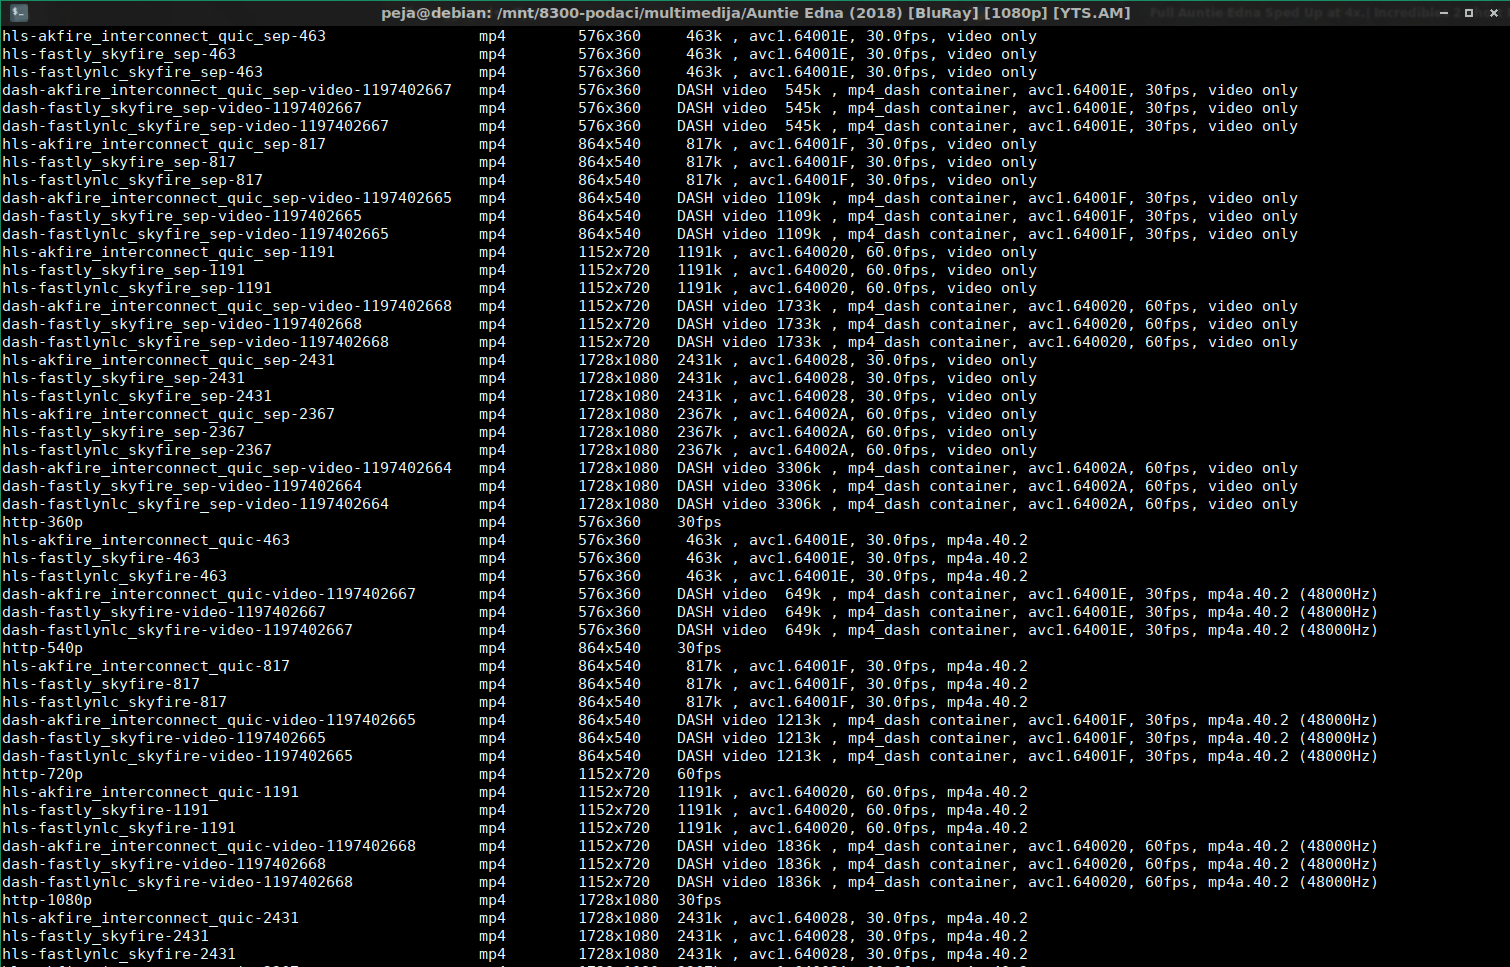 peja@debian: /mnt/8300-podaci/multimedija/Auntie Edna (2018) [BluRay] [1080p] [YTS.AM]
hls-akfire_interconnect_quic_sep-463 mp4 576x360 463k , avc1.64001E, 30.0fps, video only
hls-fastly_skyfire_sep-463 mp4 576x360 463k , avc1.64001E, 30.0fps, video only
hls-fastlynlc_skyfire_sep-463 mp4 576x360 463k , avc1.64001E, 30.0fps, video only
dash-akfire_interconnect_quic_sep-video-1197402667 mp4 576x360 DASH video 545k , mp4_dash container, avc1.64001E, 30fps, video only
dash-fastly_skyfire_sep-video-1197402667 mp4 576x360 DASH video 545k , mp4_dash container, avc1.64001E, 30fps, video only
dash-fastlynlc_skyfire_sep-video-1197402667 mp4 576x360 DASH video 545k , mp4_dash container, avc1.64001E, 30fps, video only
hls-akfire_interconnect_quic_sep-817 mp4 864x540 817k , avc1.64001F, 30.0fps, video only
hls-fastly_skyfire_sep-817 mp4 864x540 817k , avc1.64001F, 30.0fps, video only
hls-fastlynlc_skyfire_sep-817 mp4 864x540 817k , avc1.64001F, 30.0fps, video only
dash-akfire_interconnect_quic_sep-video-1197402665 mp4 864x540 DASH video 1109k , mp4_dash container, avc1.64001F, 30fps, video only
dash-fastly_skyfire_sep-video-1197402665 mp4 864x540 DASH video 1109k , mp4_dash container, avc1.64001F, 30fps, video only
dash-fastlynlc_skyfire_sep-video-1197402665 mp4 864x540 DASH video 1109k , mp4_dash container, avc1.64001F, 30fps, video only
hls-akfire_interconnect_quic_sep-1191 mp4 1152x720 1191k , avc1.640020, 60.0fps, video only
hls-fastly_skyfire_sep-1191 mp4 1152x720 1191k , avc1.640020, 60.0fps, video only
hls-fastlynlc_skyfire_sep-1191 mp4 1152x720 1191k , avc1.640020, 60.0fps, video only
dash-akfire_interconnect_quic_sep-video-1197402668 mp4 1152x720 DASH video 1733k , mp4_dash container, avc1.640020, 60fps, video only
dash-fastly_skyfire_sep-video-1197402668 mp4 1152x720 DASH video 1733k , mp4_dash container, avc1.640020, 60fps, video only
dash-fastlynlc_skyfire_sep-video-1197402668 mp4 1152x720 DASH video 1733k , mp4_dash container, avc1.640020, 60fps, video only
hls-akfire_interconnect_quic_sep-2431 mp4 1728x1080 2431k , avc1.640028, 30.0fps, video only
hls-fastly_skyfire_sep-2431 mp4 1728x1080 2431k , avc1.640028, 30.0fps, video only
hls-fastlynlc_skyfire_sep-2431 mp4 1728x1080 2431k , avc1.640028, 30.0fps, video only
hls-akfire_interconnect_quic_sep-2367 mp4 1728x1080 2367k , avc1.64002A, 60.0fps, video only
hls-fastly_skyfire_sep-2367 mp4 1728x1080 2367k , avc1.64002A, 60.0fps, video only
hls-fastlynlc_skyfire_sep-2367 mp4 1728x1080 2367k , avc1.64002A, 60.0fps, video only
dash-akfire_interconnect_quic_sep-video-1197402664 mp4 1728x1080 DASH video 3306k , mp4_dash container, avc1.64002A, 60fps, video only
dash-fastly_skyfire_sep-video-1197402664 mp4 1728x1080 DASH video 3306k , mp4_dash container, avc1.64002A, 60fps, video only
dash-fastlynlc_skyfire_sep-video-1197402664 mp4 1728x1080 DASH video 3306k , mp4_dash container, avc1.64002A, 60fps, video only
http-360p mp4 576x360 30fps
hls-akfire_interconnect_quic-463 mp4 576x360 463k , avc1.64001E, 30.0fps, mp4a.40.2
hls-fastly_skyfire-463 mp4 576x360 463k , avc1.64001E, 30.0fps, mp4a.40.2
hls-fastlynlc_skyfire-463 mp4 576x360 463k , avc1.64001E, 30.0fps, mp4a.40.2
dash-akfire_interconnect_quic-video-1197402667 mp4 576x360 DASH video 649k , mp4_dash container, avc1.64001E, 30fps, mp4a.40.2 (48000Hz)
dash-fastly_skyfire-video-1197402667 mp4 576x360 DASH video 649k , mp4_dash container, avc1.64001E, 30fps, mp4a.40.2 (48000Hz)
dash-fastlynlc_skyfire-video-1197402667 mp4 576x360 DASH video 649k , mp4_dash container, avc1.64001E, 30fps, mp4a.40.2 (48000Hz)
http-540p mp4 864x540 30fps
hls-akfire_interconnect_quic-817 mp4 864x540 817k , avc1.64001F, 30.0fps, mp4a.40.2
hls-fastly_skyfire-817 mp4 864x540 817k , avc1.64001F, 30.0fps, mp4a.40.2
hls-fastlynlc_skyfire-817 mp4 864x540 817k , avc1.64001F, 30.0fps, mp4a.40.2
dash-akfire_interconnect_quic-video-1197402665 mp4 864x540 DASH video 1213k , mp4_dash container, avc1.64001F, 30fps, mp4a.40.2 (48000Hz)
dash-fastly_skyfire-video-1197402665 mp4 864x540 DASH video 1213k , mp4_dash container, avc1.64001F, 30fps, mp4a.40.2 (48000Hz)
dash-fastlynlc_skyfire-video-1197402665 mp4 864x540 DASH video 1213k , mp4_dash container, avc1.64001F, 30fps, mp4a.40.2 (48000Hz)
http-720p mp4 1152x720 60fps
hls-akfire_interconnect_quic-1191 mp4 1152x720 1191k , avc1.640020, 60.0fps, mp4a.40.2
hls-fastly_skyfire-1191 mp4 1152x720 1191k , avc1.640020, 60.0fps, mp4a.40.2
hls-fastlynlc_skyfire-1191 mp4 1152x720 1191k , avc1.640020, 60.0fps, mp4a.40.2
dash-akfire_interconnect_quic-video-1197402668 mp4 1152x720 DASH video 1836k , mp4_dash container, avc1.640020, 60fps, mp4a.40.2 (48000Hz)
dash-fastly_skyfire-video-1197402668 mp4 1152x720 DASH video 1836k , mp4_dash container, avc1.640020, 60fps, mp4a.40.2 (48000Hz)
dash-fastlynlc_skyfire-video-1197402668 mp4 1152x720 DASH video 1836k , mp4_dash container, avc1.640020, 60fps, mp4a.40.2 (48000Hz)
http-1080p mp4 1728x1080 30fps
hls-akfire_interconnect_quic-2431 mp4 1728x1080 2431k , avc1.640028, 30.0fps, mp4a.40.2
hls-fastly_skyfire-2431 mp4 1728x1080 2431k , avc1.640028, 30.0fps, mp4a.40.2
hls-fastlynlc_skyfire-2431 mp4 1728x1080 2431k , avc1.640028, 30.0fps, mp4a.40.2